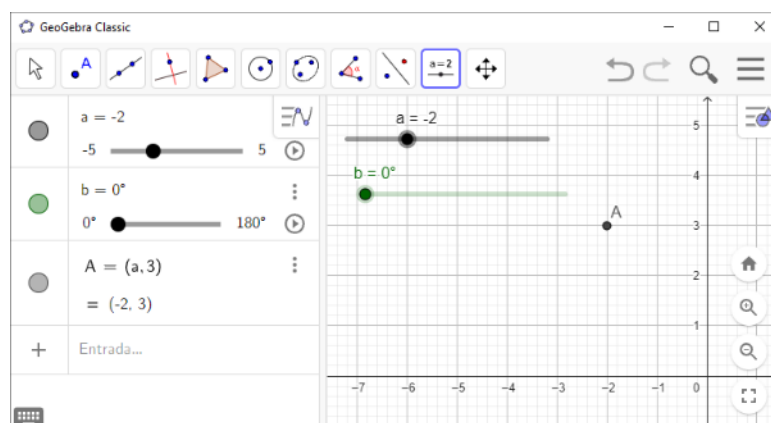 GeoGebra Classic
A
a=2
a = -2
-5
5
b = 0°
0°
180°
A = (a, 3)
= (-2, 3)
+ Entrada...
a = -2
b = 0°
A
5
4
3
2
1
-7 -6 -5 -4 -3 -2 -1 0 1